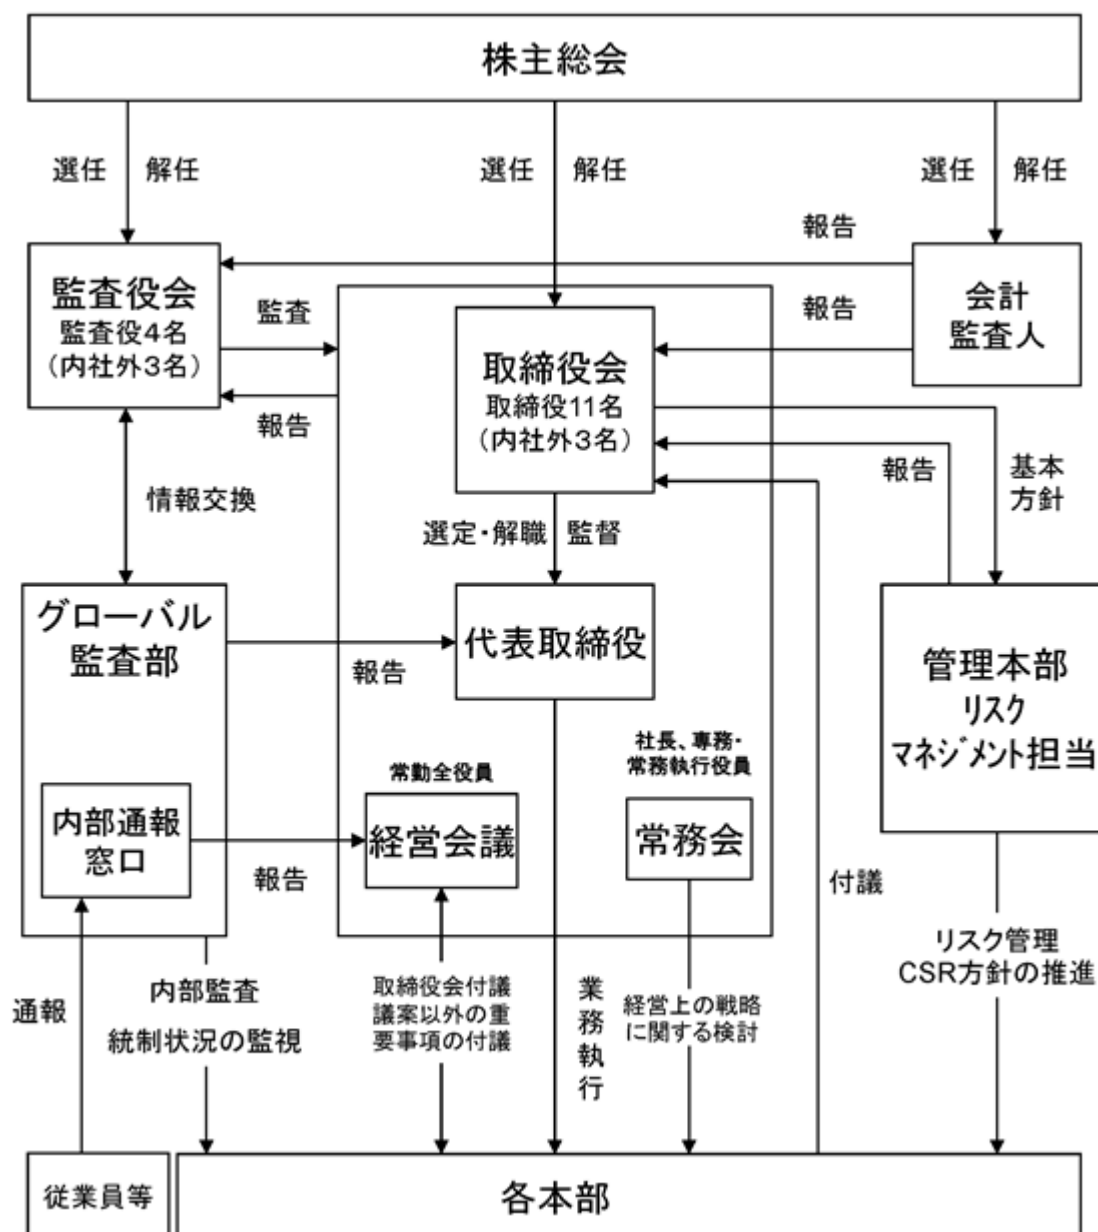 株主総会
選任 解任
選任 解任
選任 解任
報告
監査役会
監査役4名
（内社外3名）
監査
報告
報告
会計
監査人
取締役会
取締役11名
（内社外3名）
報告
基本
方針
情報交換
選定・解職 監督
グローバル
監査部
報告
代表取締役
管理本部
リスク
マネジメント担当
常勤全役員
経営会議
社長、専務・
常務執行役員
常務会
内部通報
窓口
報告
付議
通報
内部監査
統制状況の監視
取締役会付議
議案以外の重
要事項の付議
業務執行
経営上の戦略
に関する検討
リスク管理
CSR方針の推進
従業員等
各本部